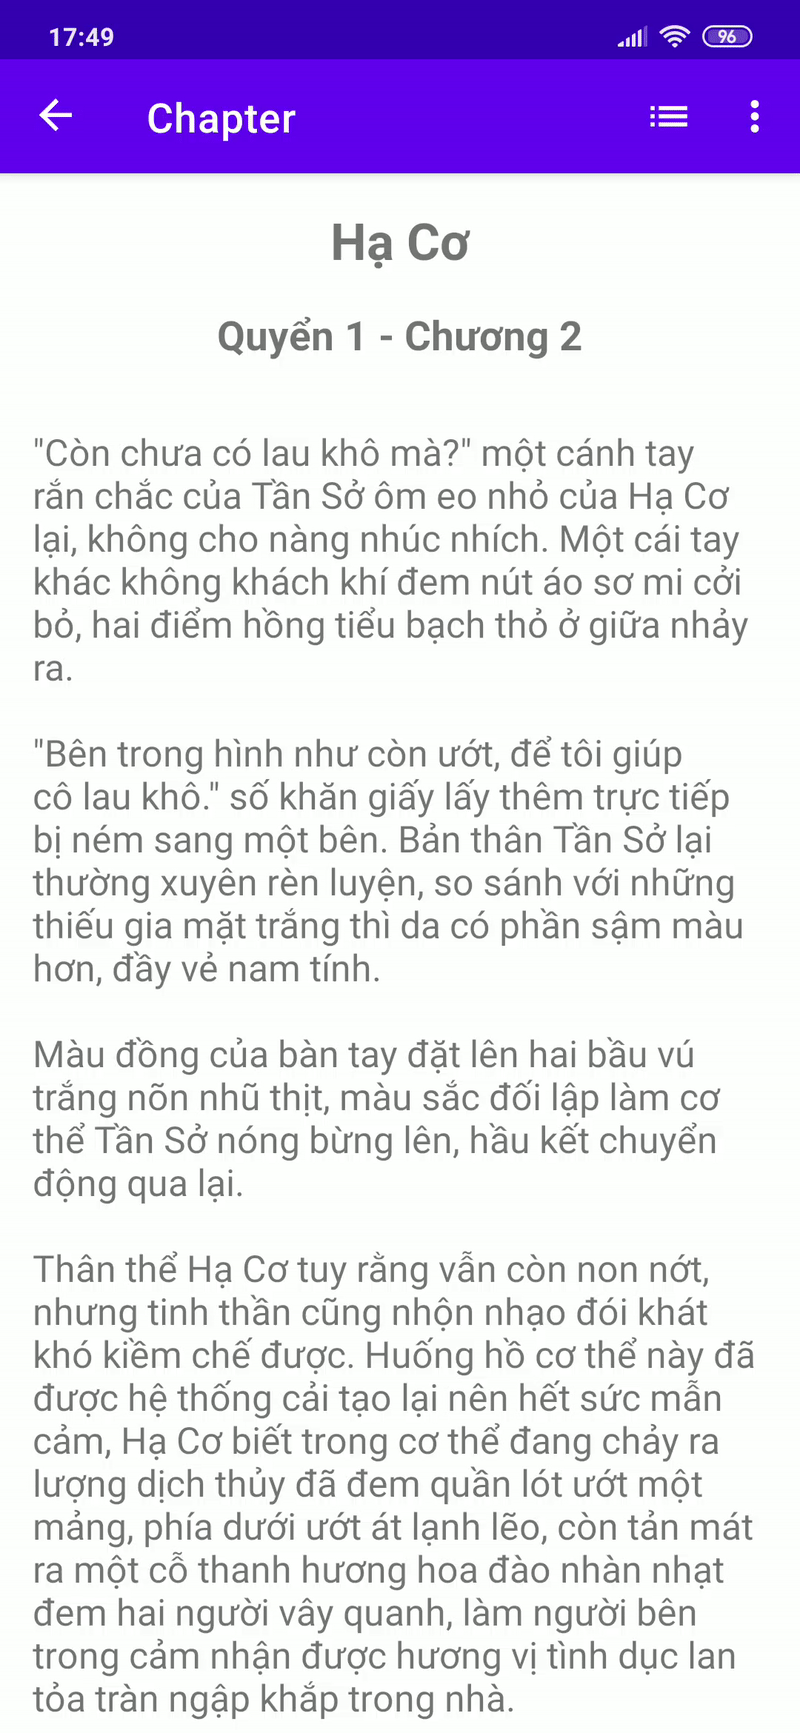 17:49
96
Chapter
Hạ Cơ
Quyển 1 - Chương 2
"Còn chưa có lau khô mà?" một cánh tay
rắn chắc của Tần Sở ôm eo nhỏ của Hạ Cơ
lại, không cho nàng nhúc nhích. Một cái tay
khác không khách khí đem nút áo sơ mi cởi
bỏ, hai điểm hồng tiểu bạch thỏ ở giữa nhảy
ra.
"Bên trong hình như còn ướt, để tôi giúp
cô lau khô." số khăn giấy lấy thêm trực tiếp
bị ném sang một bên. Bản thân Tần Sở lại
thường xuyên rèn luyện, so sánh với những
thiếu gia mặt trắng thì da có phần sậm màu
hơn, đầy vẻ nam tính.
Màu đồng của bàn tay đặt lên hai bầu vú
trắng nõn nhũ thịt, màu sắc đối lập làm cơ
thể Tần Sở nóng bừng lên, hầu kết chuyển
động qua lại.
Thân thể Hạ Cơ tuy rằng vẫn còn non nớt,
nhưng tinh thần cũng nhộn nhạo đói khát
khó kiềm chế được. Huống hồ cơ thể này đã
được hệ thống cải tạo lại nên hết sức mẫn
cảm, Hạ Cơ biết trong cơ thể đang chảy ra
lượng dịch thủy đã đem quần lót ướt một
mảng, phía dưới ướt át lạnh lẽo, còn tản mát
ra một cỗ thanh hương hoa đào nhàn nhạt
đem hai người vây quanh, làm người bên
trong cảm nhận được hương vị tình dục lan
tỏa tràn ngập khắp trong nhà.